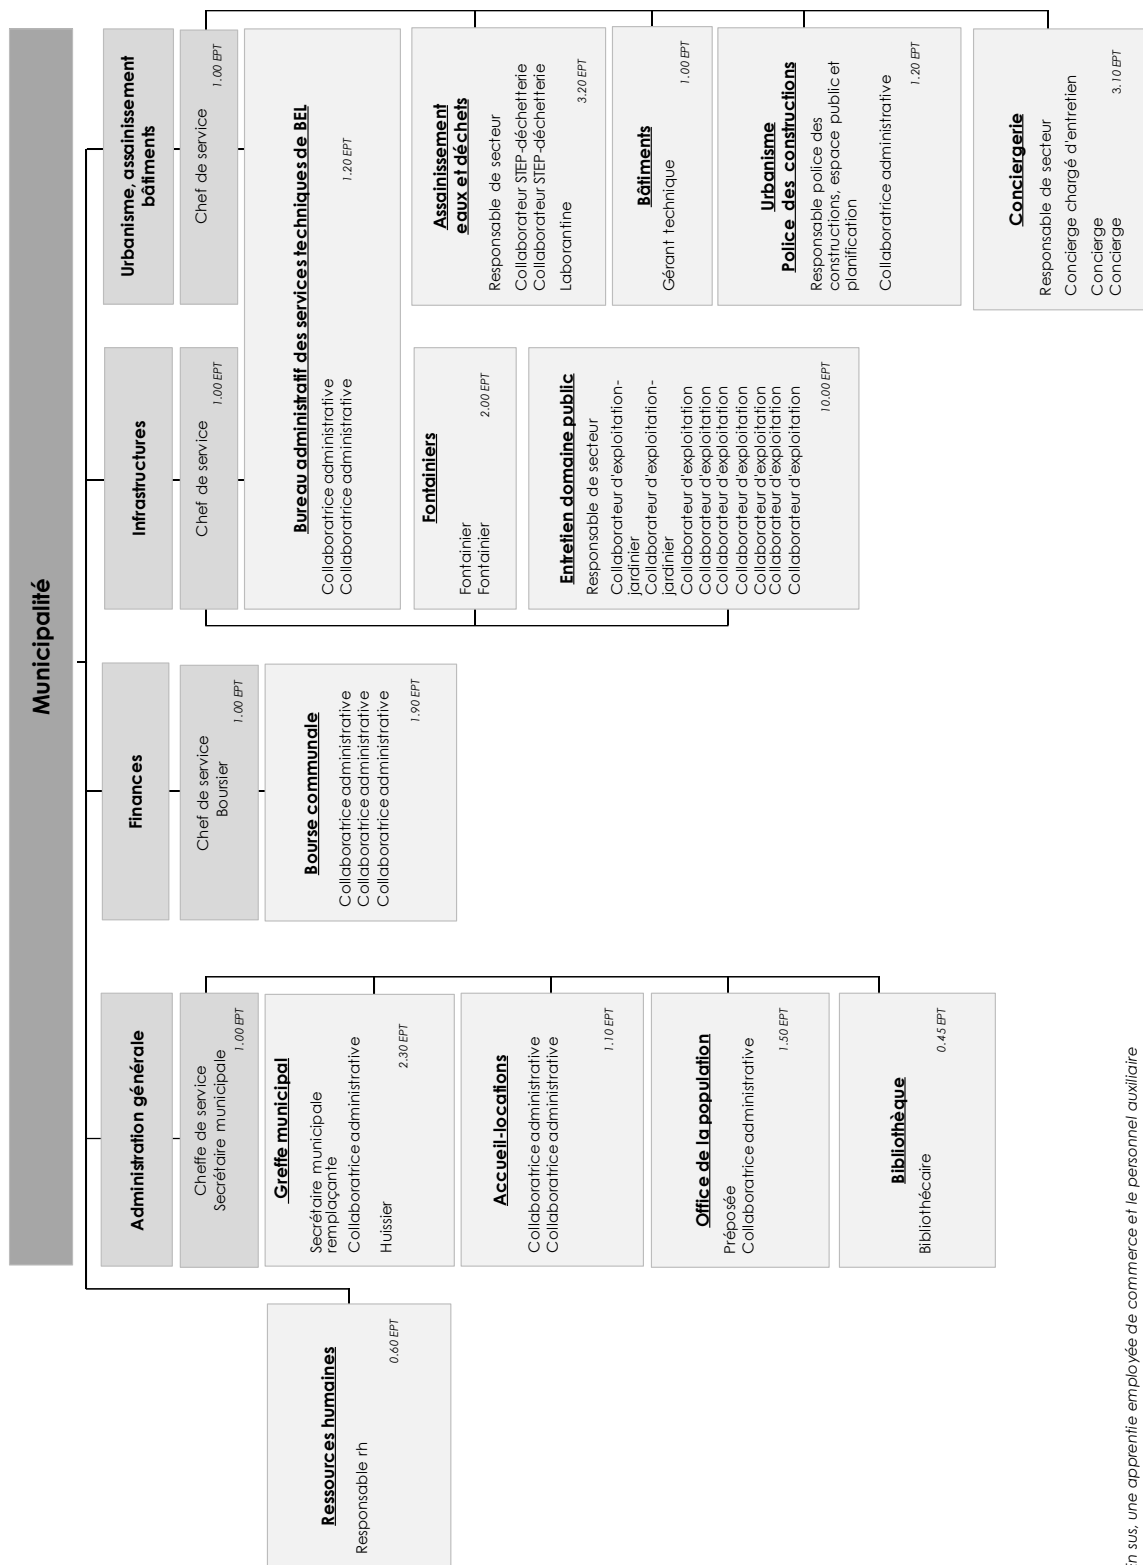 Municipalité
Ressources humaines
Responsable rh
0.60 EPT
Administration générale
Cheffe de service
Secrétaire municipale
1.00 EPT
Greffe municipal
Secrétaire municipale
remplaçante
Collaboratrice administrative
Huissier
2.30 EPT
Accueil-locations
Collaboratrice administrative
Collaboratrice administrative
1.10 EPT
Office de la population
Préposée
Collaboratrice administrative
1.50 EPT
Bibliothèque
Bibliothécaire
0.45 EPT
Finances
Chef de service
Boursier
1.00 EPT
Bourse communale
Collaboratrice administrative
Collaboratrice administrative
Collaboratrice administrative
1.90 EPT
Infrastructures
Chef de service
1.00 EPT
Urbanisme, assainissement
bâtiments
Chef de service
1.00 EPT
Bureau administratif des services techniques de BEL
Collaboratrice administrative
Collaboratrice administrative
1.20 EPT
Fontainiers
Fontainier
Fontainier
2.00 EPT
Entretien domaine public
Responsable de secteur
Collaborateur d'exploitation-
jardinier
Collaborateur d'exploitation-
jardinier
Collaborateur d'exploitation
Collaborateur d'exploitation
Collaborateur d'exploitation
Collaborateur d'exploitation
Collaborateur d'exploitation
Collaborateur d'exploitation
Collaborateur d'exploitation
10.00 EPT
Assainissement
eaux et déchets
Responsable de secteur
Collaborateur STEP-déchetterie
Collaborateur STEP-déchetterie
Laborantine
3.20 EPT
Bâtiments
Gérant technique
1.00 EPT
Urbanisme
Police des constructions
Responsable police des
constructions, espace public et
planification
Collaboratrice administrative
1.20 EPT
Conciergerie
Responsable de secteur
Concierge chargé d'entretien
Concierge
Concierge
3.10 EPT
En sus, une apprentie employée de commerce et le personnel auxiliaire